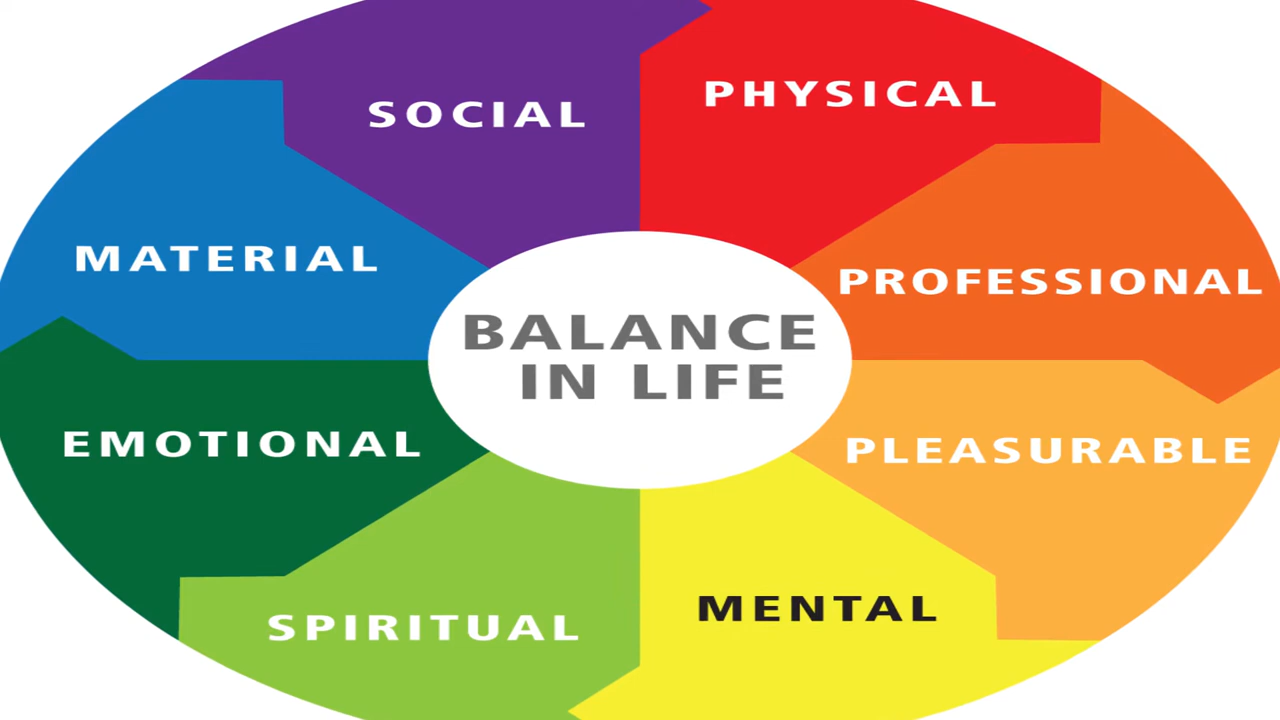 SOCIAL
PHYSICAL
MATERIAL
PROFESSIONAL
BALANCE
IN LIFE
EMOTIONAL
PLEASURABLE
SPIRITUAL
MENTAL